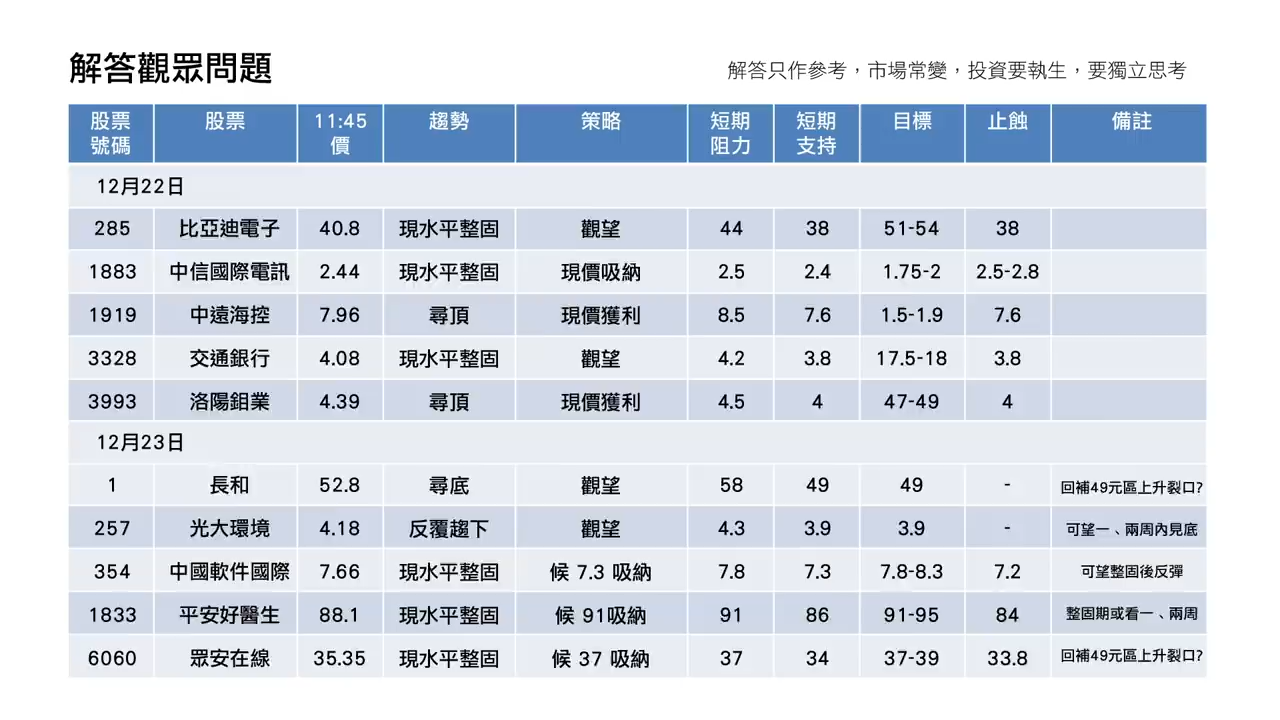 解答觀眾問題
解答只作參考，市場常變，投資要執生，要獨立思考
股票號碼 股票 11:45價 趨勢 策略 短期阻力 短期支持 目標 止蝕 備註
12月22日
285 比亞迪電子 40.8 現水平整固 觀望 44 38 51-54 38
1883 中信國際電訊 2.44 現水平整固 現價吸納 2.5 2.4 1.75-2 2.5-2.8
1919 中遠海控 7.96 尋頂 現價獲利 8.5 7.6 1.5-1.9 7.6
3328 交通銀行 4.08 現水平整固 觀望 4.2 3.8 17.5-18 3.8
3993 洛陽鉬業 4.39 尋頂 現價獲利 4.5 4 47-49 4
12月23日
1 長和 52.8 尋底 觀望 58 49 49 - 回補49元區上升裂口?
257 光大環境 4.18 反覆趨下 觀望 4.3 3.9 3.9 - 可望一、兩周內見底
354 中國軟件國際 7.66 現水平整固 候 7.3 吸納 7.8 7.3 7.8-8.3 7.2 可望整固後反彈
1833 平安好醫生 88.1 現水平整固 候 91吸納 91 86 91-95 84 整固期或看一、兩周
6060 眾安在線 35.35 現水平整固 候 37 吸納 37 34 37-39 33.8 回補49元區上升裂口?